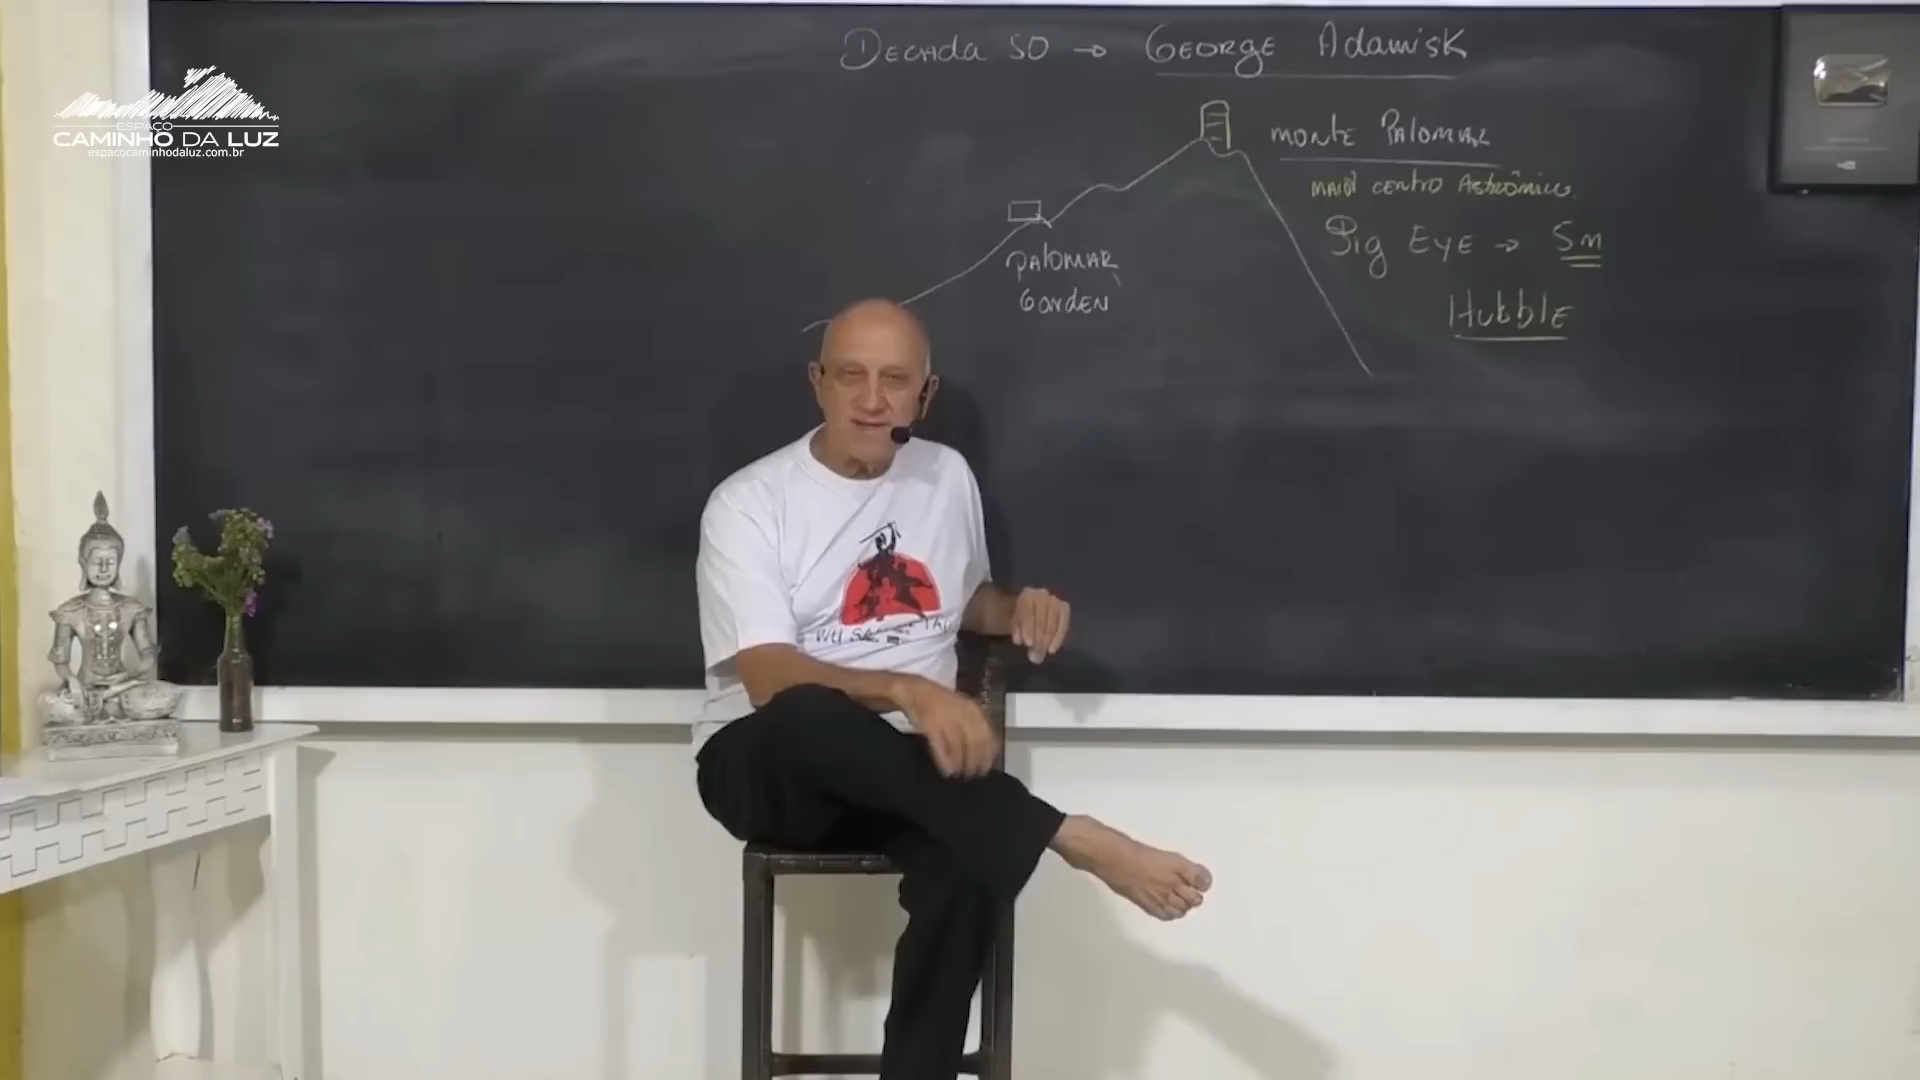 DECADA 50 → GEORGE Adamisk
ESPAÇO
CAMINHO DA LUZ
espacocaminhodaluz.com.br
monte Palomar
maior centro Astronômico.
Big EyE → 5m
PAlomAR
GardEN
HubblE